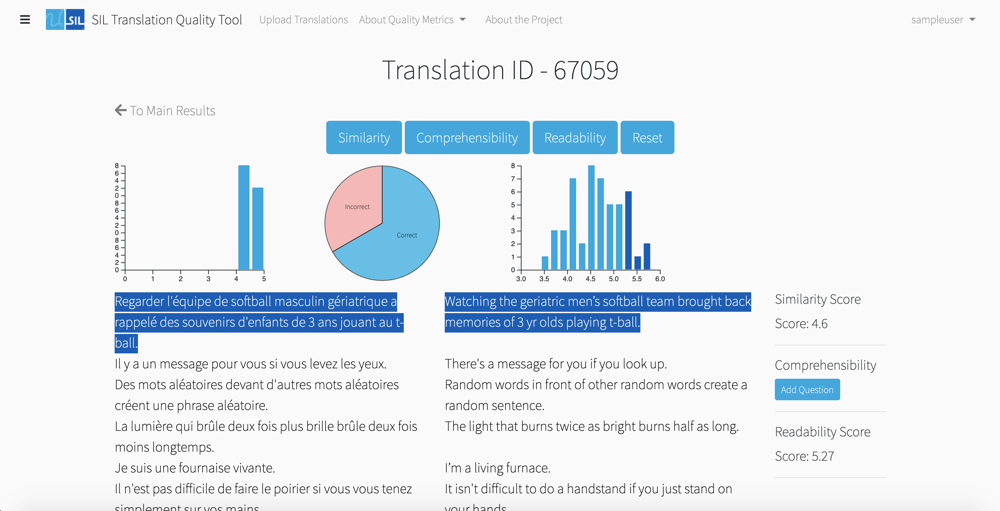 SIL
SIL Translation Quality Tool
Upload Translations
About Quality Metrics
About the Project
sampleuser
Translation ID - 67059
To Main Results
Similarity
Comprehensibility
Readability
Reset
8
6
4
2
0
8
6
4
2
0
8
6
4
2
0
0 1 2 3 4 5
Incorrect
Correct
8
7
6
5
4
3
2
1
0
3.0 3.5 4.0 4.5 5.0 5.5 6.0
Regarder l'équipe de softball masculin gériatrique a
rappelé des souvenirs d'enfants de 3 ans jouant au t-
ball.
Watching the geriatric men’s softball team brought back
memories of 3 yr olds playing t-ball.
Il y a un message pour vous si vous levez les yeux.
There's a message for you if you look up.
Des mots aléatoires devant d'autres mots aléatoires
créent une phrase aléatoire.
Random words in front of other random words create a
random sentence.
La lumière qui brûle deux fois plus brille brûle deux fois
moins longtemps.
The light that burns twice as bright burns half as long.
Je suis une fournaise vivante.
I’m a living furnace.
Il n'est pas difficile de faire le poirier si vous vous tenez
simplement sur vos mains.
It isn't difficult to do a handstand if you just stand on
your hands.
Similarity Score
Score: 4.6
Comprehensibility
Add Question
Readability Score
Score: 5.27